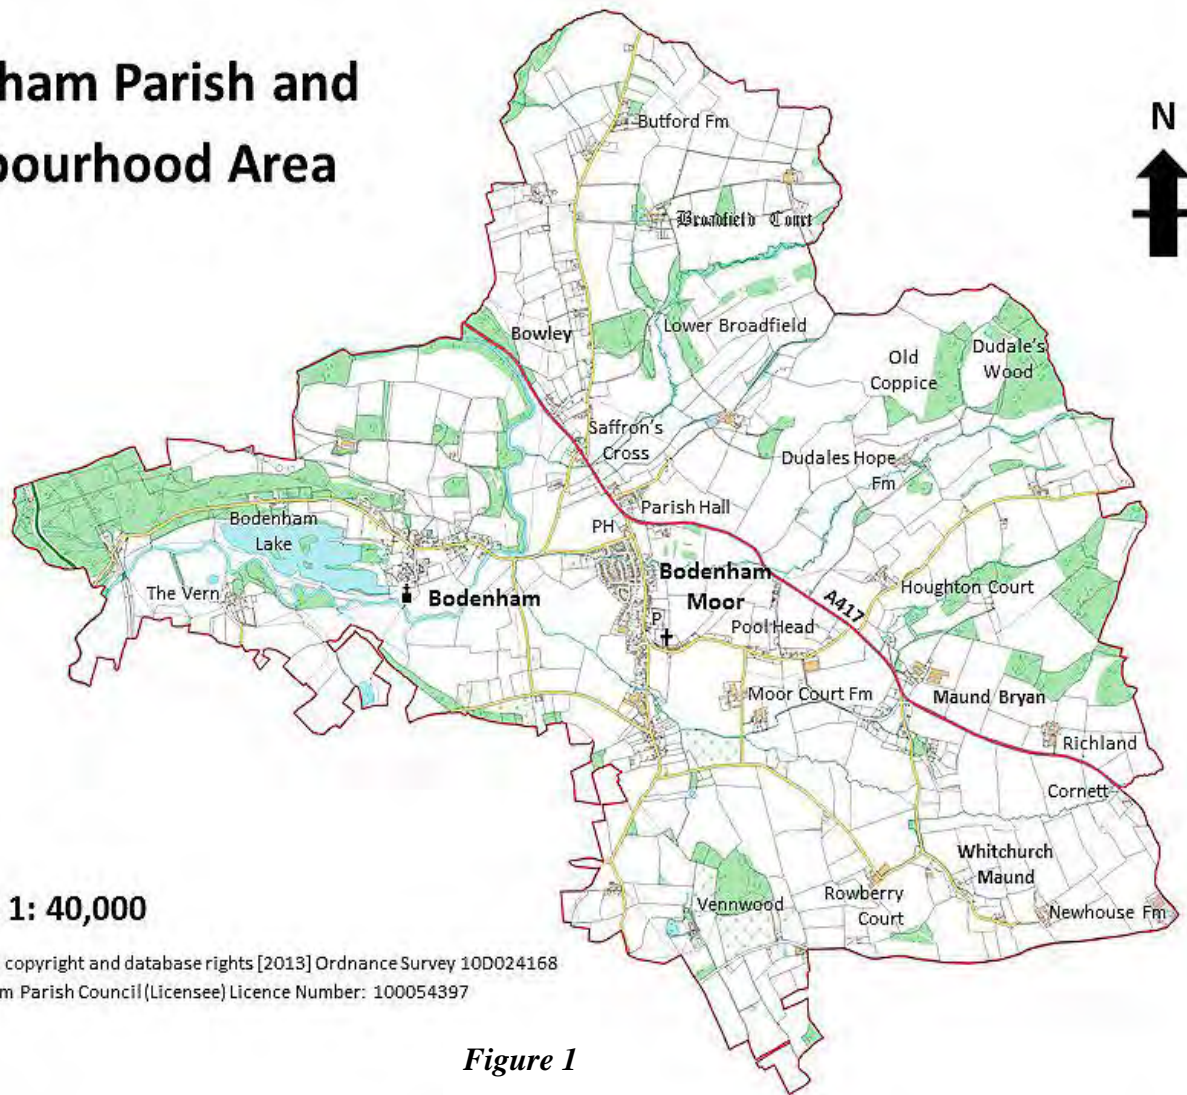 ham Parish and
bourhood Area
N
Butford Fm
Broadfield Court
Bowley
Lower Broadfield
Old
Coppice
Dudale's
Wood
Saffron's
Cross
Dudales Hope
Fm
Parish Hall
PH
Bodenham
Lake
Bodenham
Moor
Houghton Court
The Vern
Bodenham
A417
P
Pool Head
Moor Court Fm
Maund Bryan
Richland
Cornett
Whitchurch
Maund
Vennwood
Rowberry
Court
Newhouse Fm
1: 40,000
copyright and database rights [2013] Ordnance Survey 10D024168
m Parish Council (Licensee) Licence Number: 100054397
Figure 1